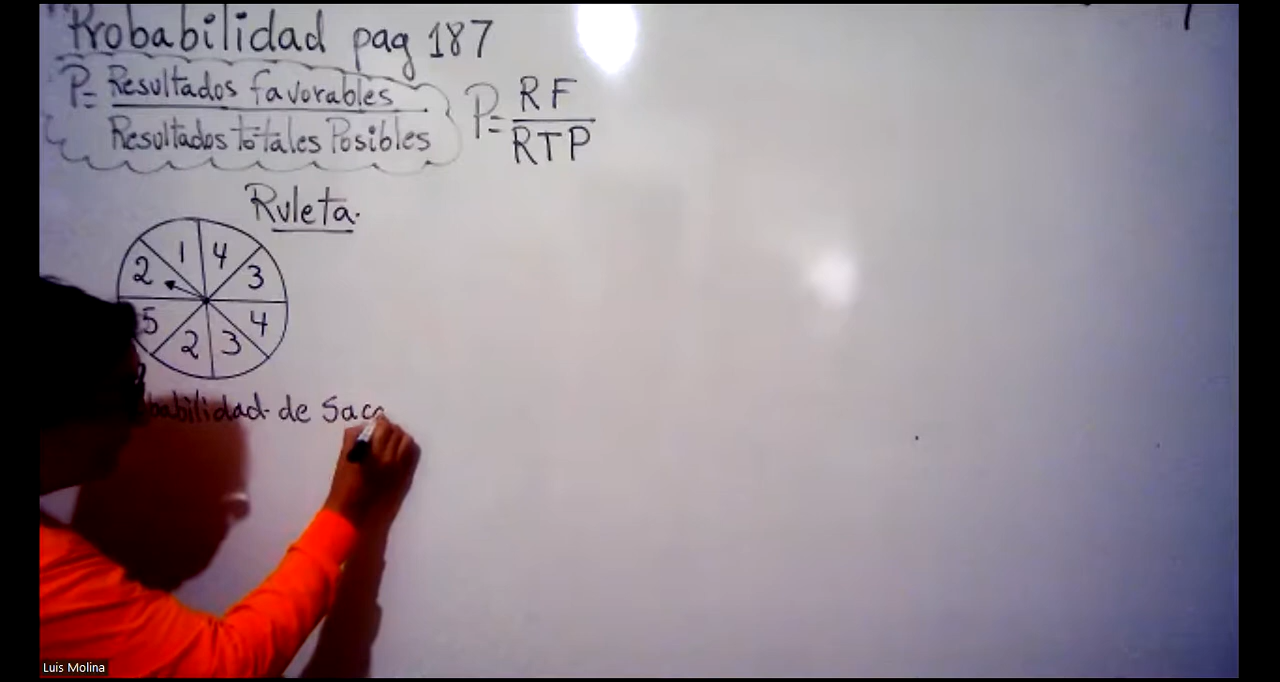 Probabilidad pag 187
P= Resultados favorables
Resultados totales Posibles
P= RF
RTP
Ruleta.
1 4
2 3
5 4
2 3
de Saca
Luis Molina